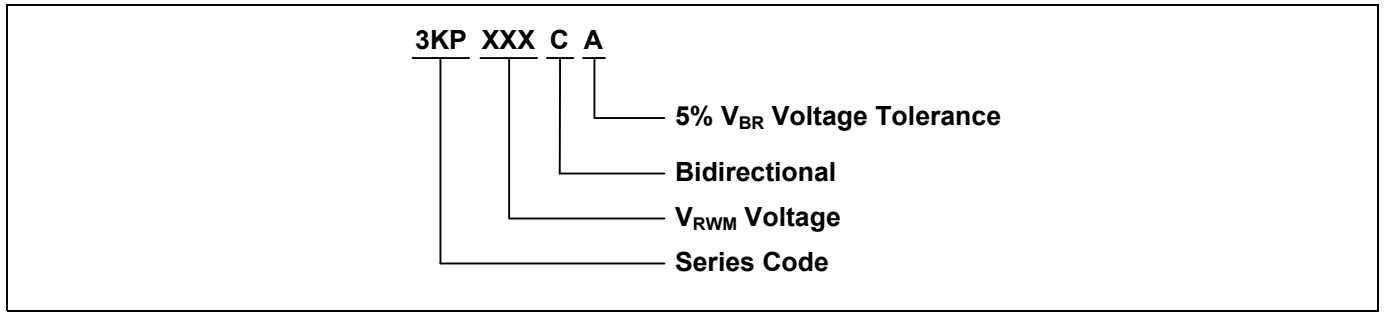 3KP XXX C A
5% VBR Voltage Tolerance
Bidirectional
VRWM Voltage
Series Code